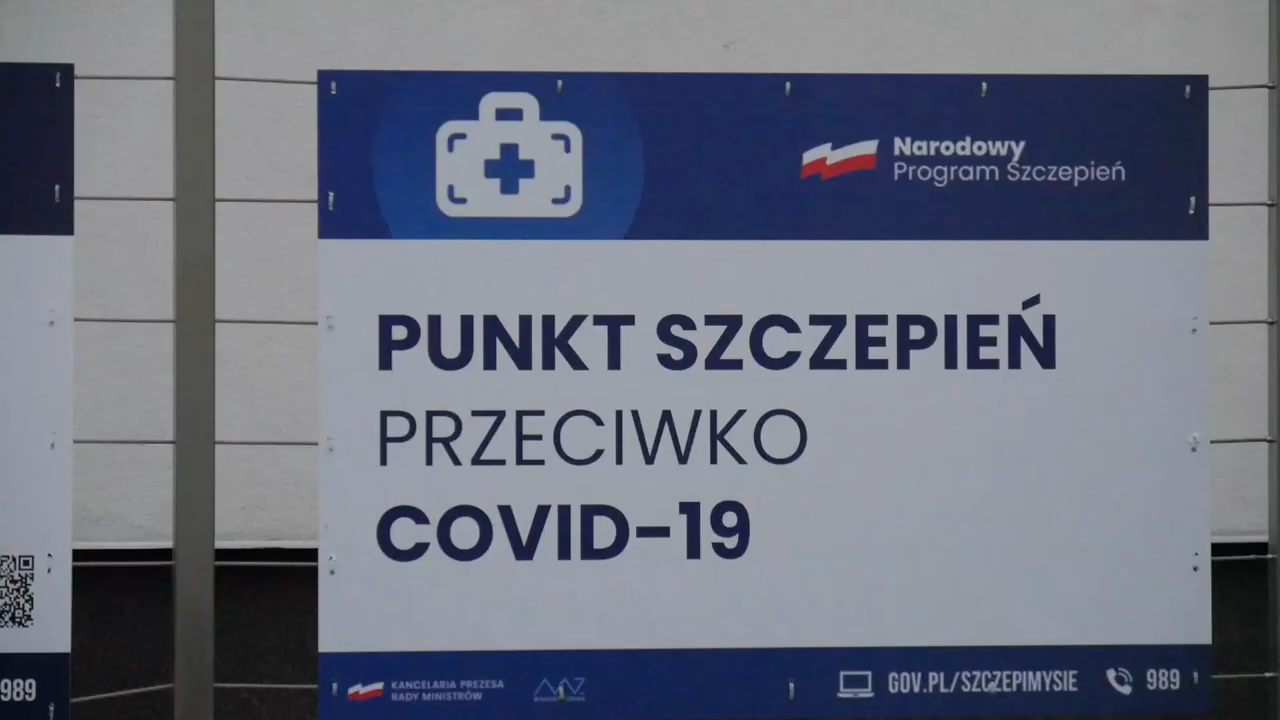 Narodowy
Program Szczepień
PUNKT SZCZEPIEŃ
PRZECIWKO
COVID-19
989
KANCELARIA PREZESA
RADY MINISTRÓW
GOV.PL/SZCZEPIMYSIE
989